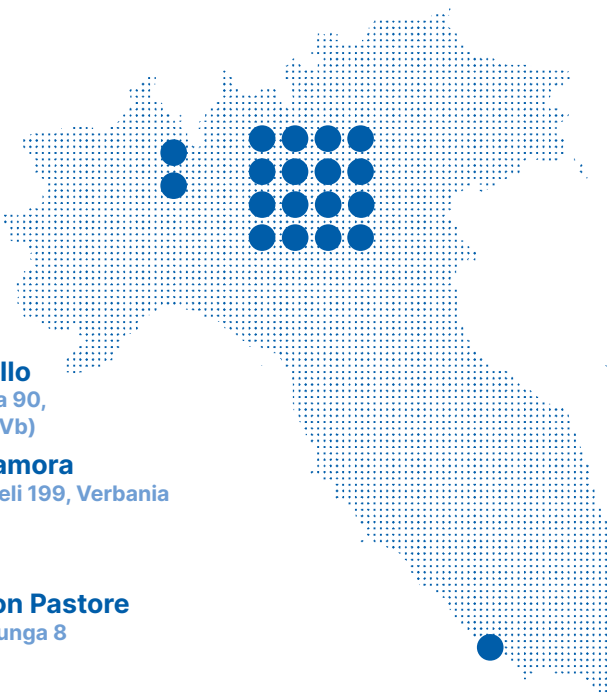 llo
a 90,
Vb)
amora
eli 199, Verbania
on Pastore
unga 8